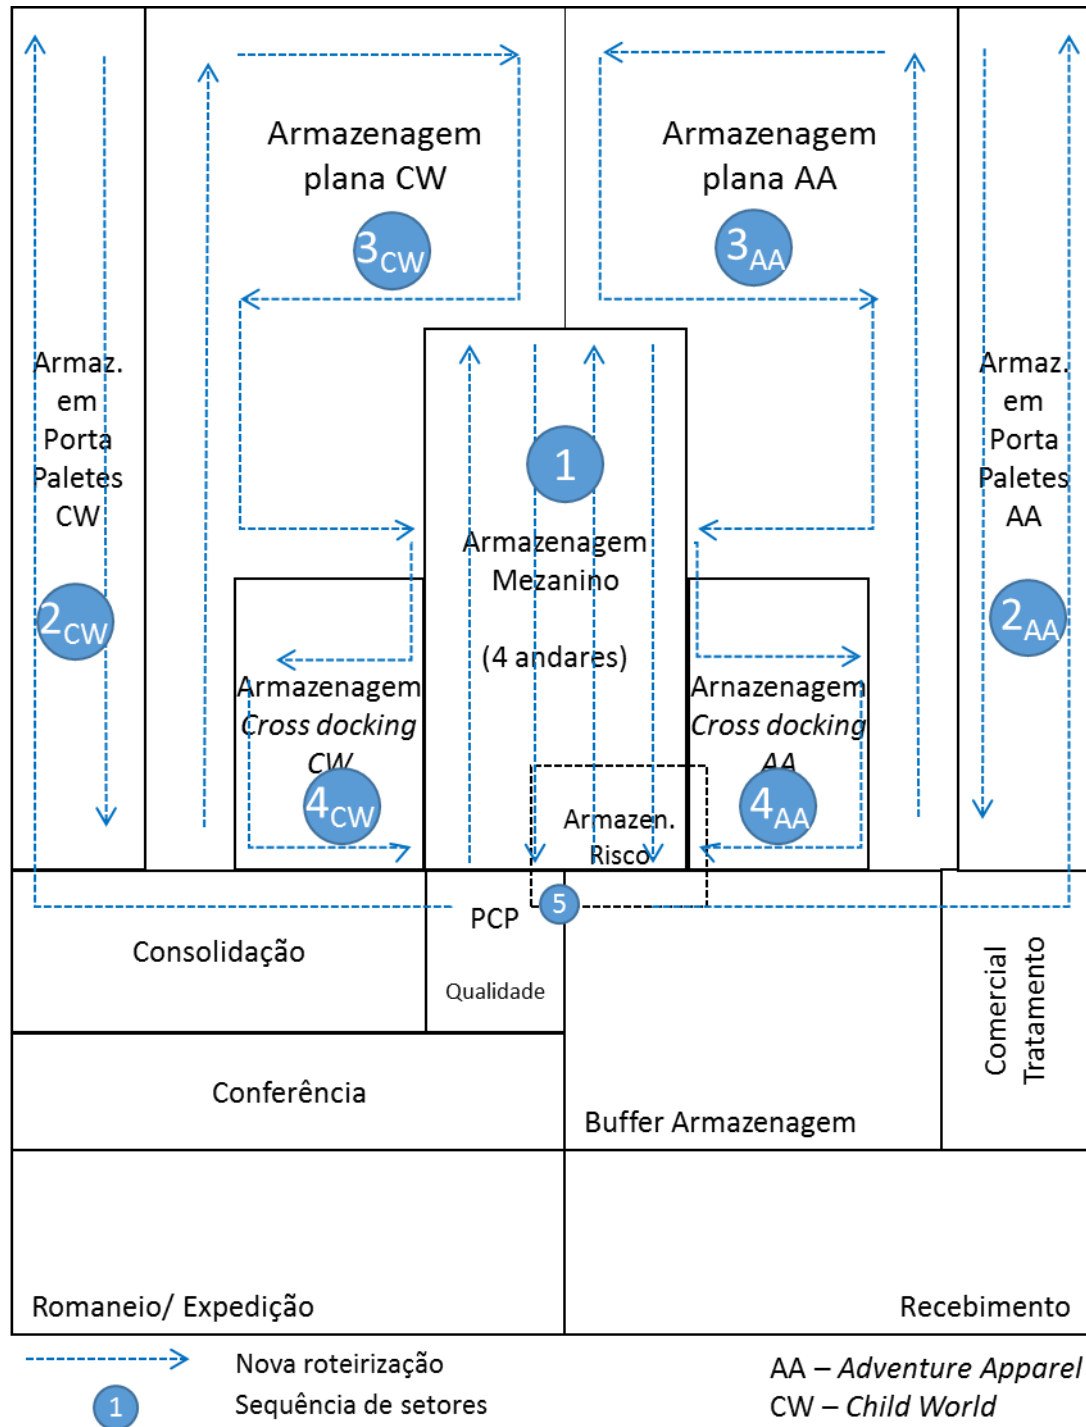 Armazenagem
plana CW
3CW
Armazenagem
plana AA
3AA
Armaz.
em
Porta
Paletes
CW
2CW
1
Armazenagem
Mezanino
(4 andares)
Armaz.
em
Porta
Paletes
AA
2AA
Armazenagem
Cross docking
CW
4CW
Arnazenagem
Cross docking
AA
4AA
Armazen.
Risco
5
Consolidação
PCP
Qualidade
Comercial
Tratamento
Conferência
Buffer Armazenagem
Romaneio/ Expedição
Recebimento
Nova roteirização
AA – Adventure Apparel
1
Sequência de setores
CW – Child World